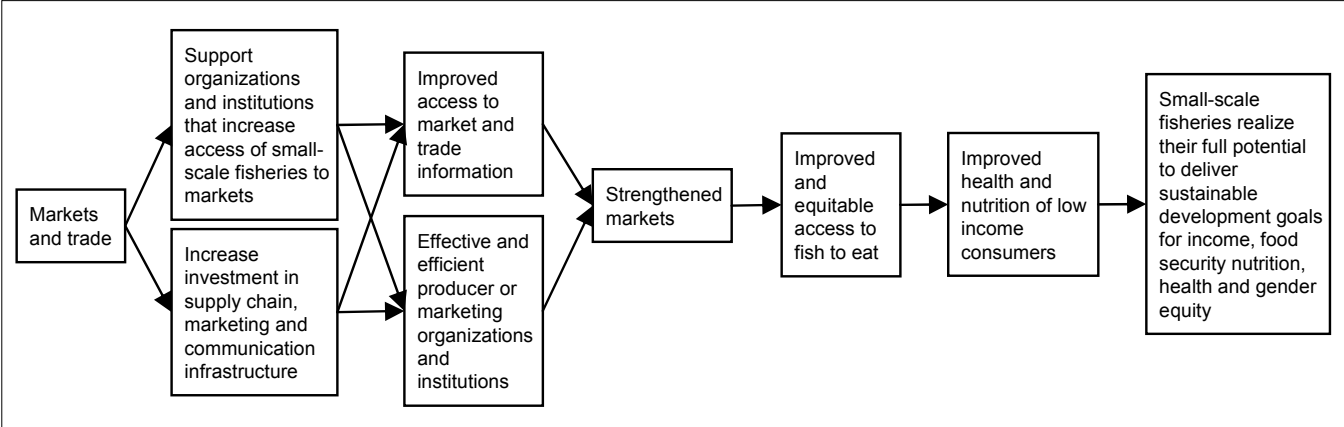 Markets
and trade
Support
organizations
and institutions
that increase
access of small-
scale fisheries to
markets
Increase
investment in
supply chain,
marketing and
communication
infrastructure
Improved
access to
market and
trade
information
Effective and
efficient
producer or
marketing
organizations
and
institutions
Strengthened
markets
Improved
and
equitable
access to
fish to eat
Improved
health and
nutrition of low
income
consumers
Small-scale
fisheries realize
their full potential
to deliver
sustainable
development goals
for income, food
security nutrition,
health and gender
equity